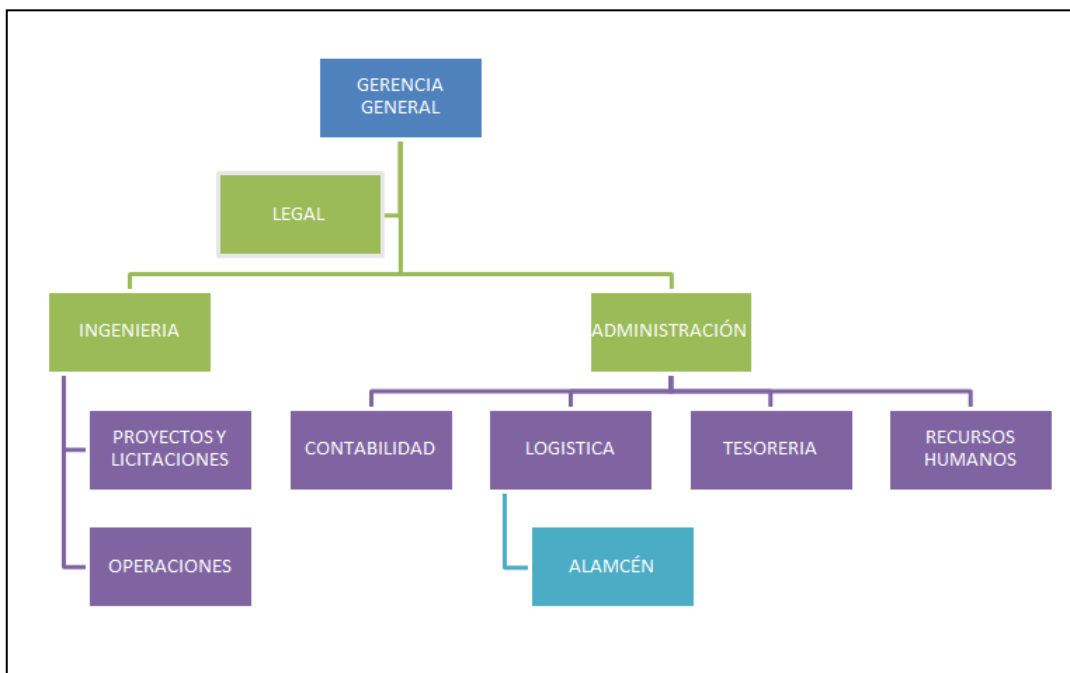 GERENCIA
GENERAL
LEGAL
INGENIERIA
ADMINISTRACIÓN
PROYECTOS Y
LICITACIONES
CONTABILIDAD
LOGISTICA
TESORERIA
RECURSOS
HUMANOS
OPERACIONES
ALAMCÉN